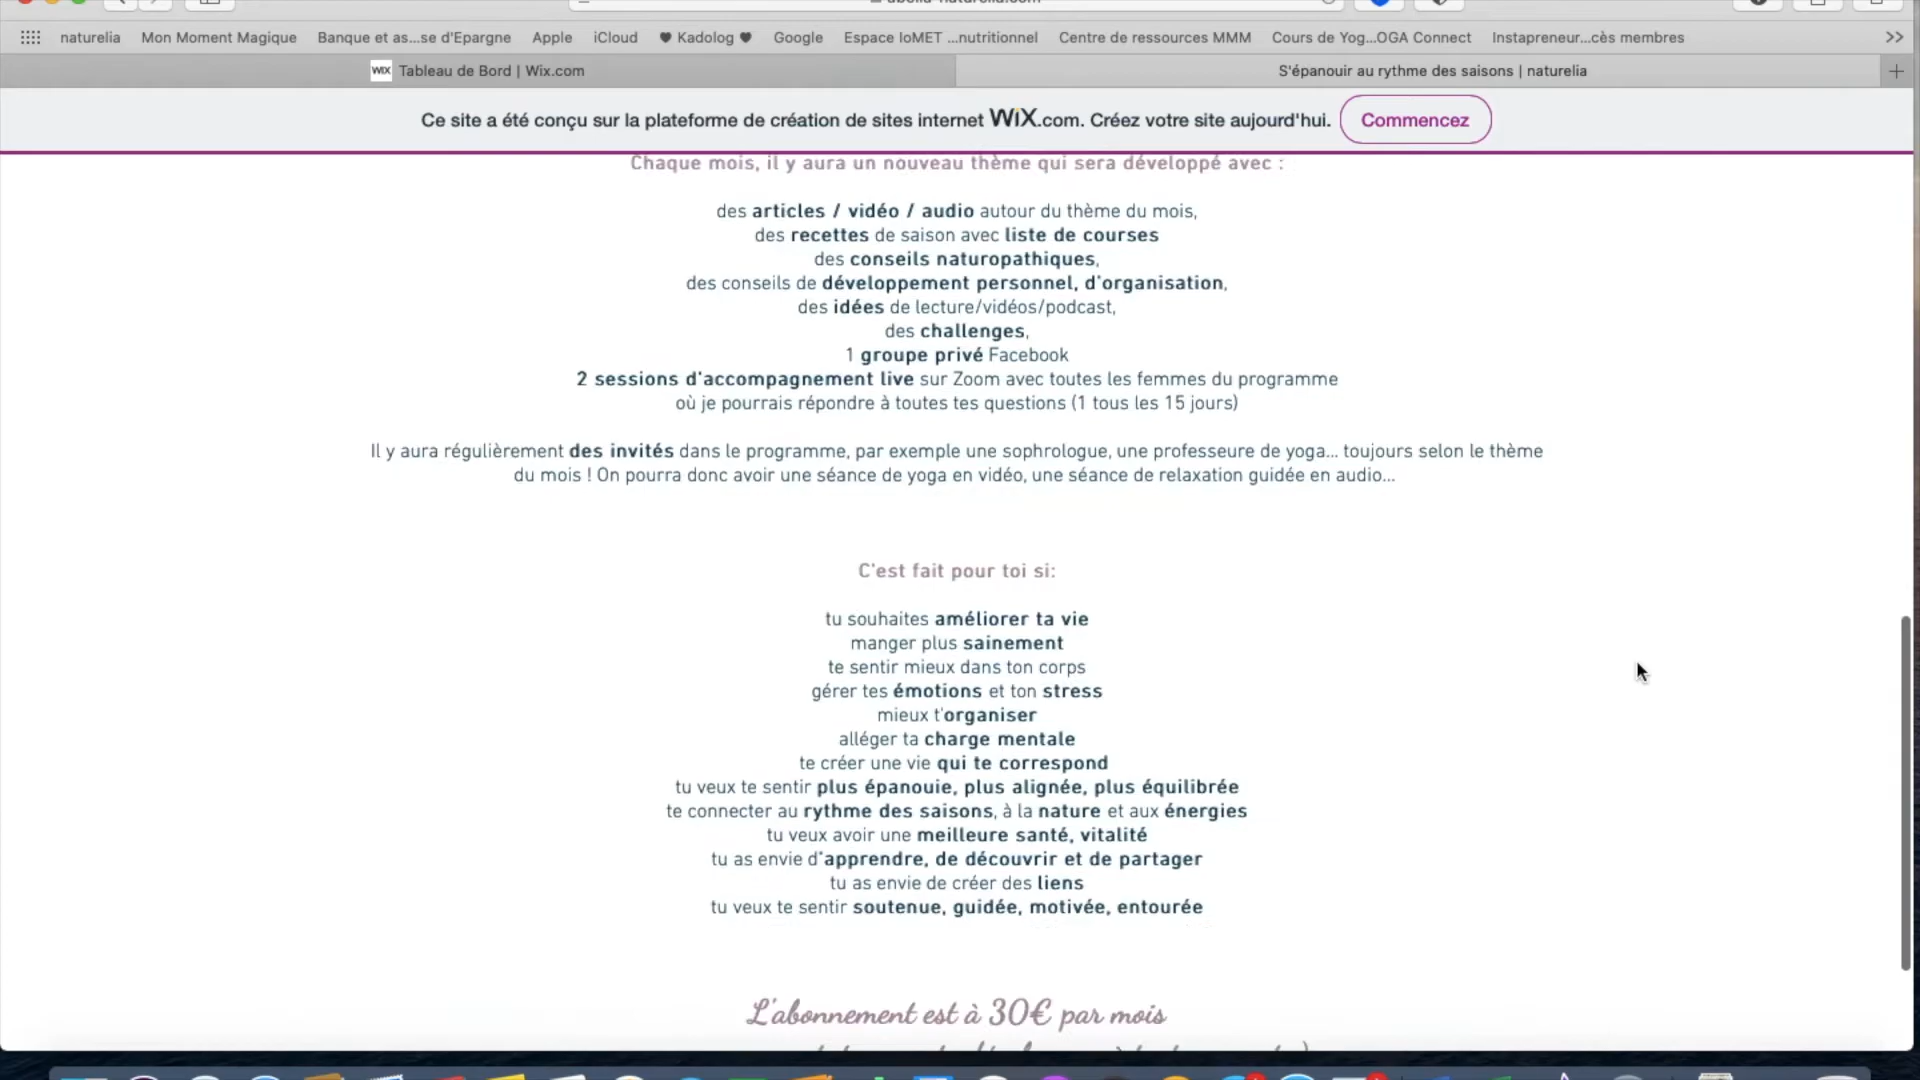 naturelia Mon Moment Magique Banque et as...se d'Epargne Apple iCloud ♥ Kadolog ♥ Google Espace IoMET ...nutritionnel Centre de ressources MMM Cours de Yog...OGA Connect Instapreneur...cès membres >>
WiX Tableau de Bord | Wix.com S'épanouir au rythme des saisons | naturelia +
Ce site a été conçu sur la plateforme de création de sites internet WiX.com. Créez votre site aujourd'hui. Commencez
Chaque mois, il y aura un nouveau thème qui sera développé avec :
des articles / vidéo / audio autour du thème du mois,
des recettes de saison avec liste de courses
des conseils naturopathiques,
des conseils de développement personnel, d'organisation,
des idées de lecture/vidéos/podcast,
des challenges,
1 groupe privé Facebook
2 sessions d'accompagnement live sur Zoom avec toutes les femmes du programme
où je pourrais répondre à toutes tes questions (1 tous les 15 jours)
Il y aura régulièrement des invités dans le programme, par exemple une sophrologue, une professeure de yoga... toujours selon le thème
du mois ! On pourra donc avoir une séance de yoga en vidéo, une séance de relaxation guidée en audio...
C'est fait pour toi si:
tu souhaites améliorer ta vie
manger plus sainement
te sentir mieux dans ton corps
gérer tes émotions et ton stress
mieux t'organiser
alléger ta charge mentale
te créer une vie qui te correspond
tu veux te sentir plus épanouie, plus alignée, plus équilibrée
te connecter au rythme des saisons, à la nature et aux énergies
tu veux avoir une meilleure santé, vitalité
tu as envie d'apprendre, de découvrir et de partager
tu as envie de créer des liens
tu veux te sentir soutenue, guidée, motivée, entourée
L'abonnement est à 30€ par mois